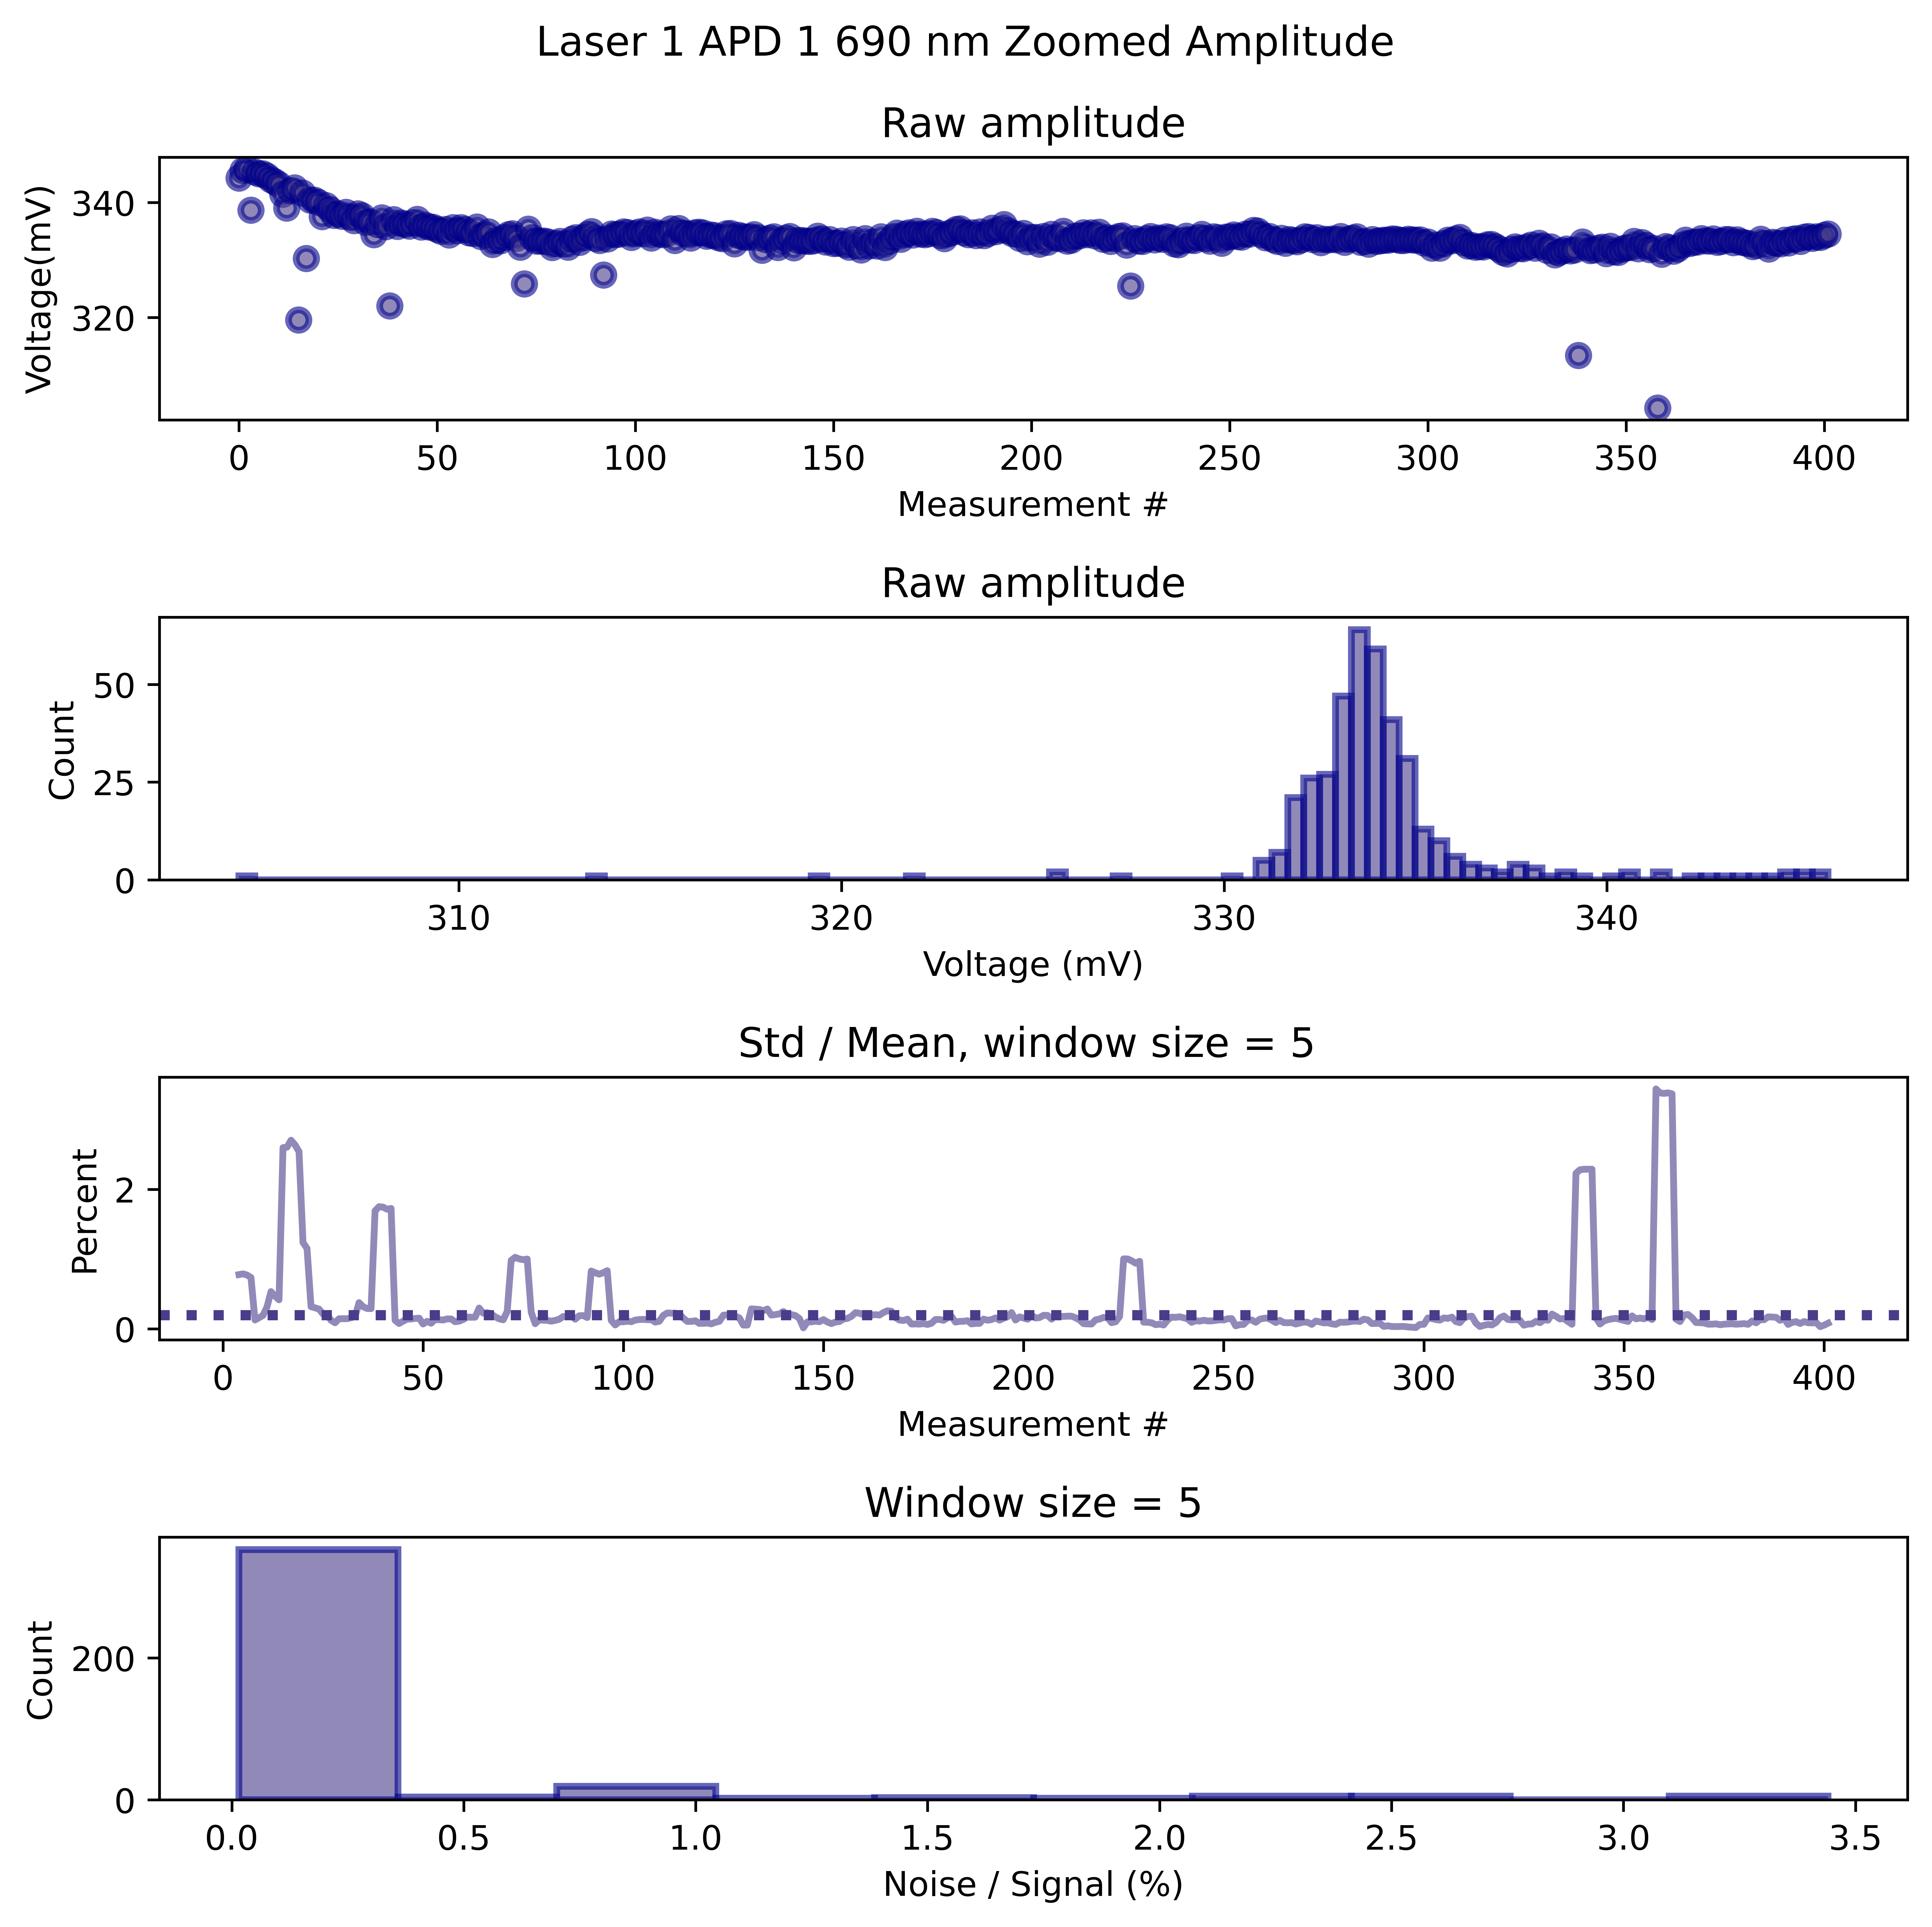 Laser 1 APD 1 690 nm Zoomed Amplitude
Raw amplitude
Voltage(mV)
340
320
0 50 100 150 200 250 300 350 400
Measurement #
Raw amplitude
Count
50
25
0
310 320 330 340
Voltage (mV)
Std / Mean, window size = 5
Percent
2
0
0 50 100 150 200 250 300 350 400
Measurement #
Window size = 5
Count
200
0
0.0 0.5 1.0 1.5 2.0 2.5 3.0 3.5
Noise / Signal (%)